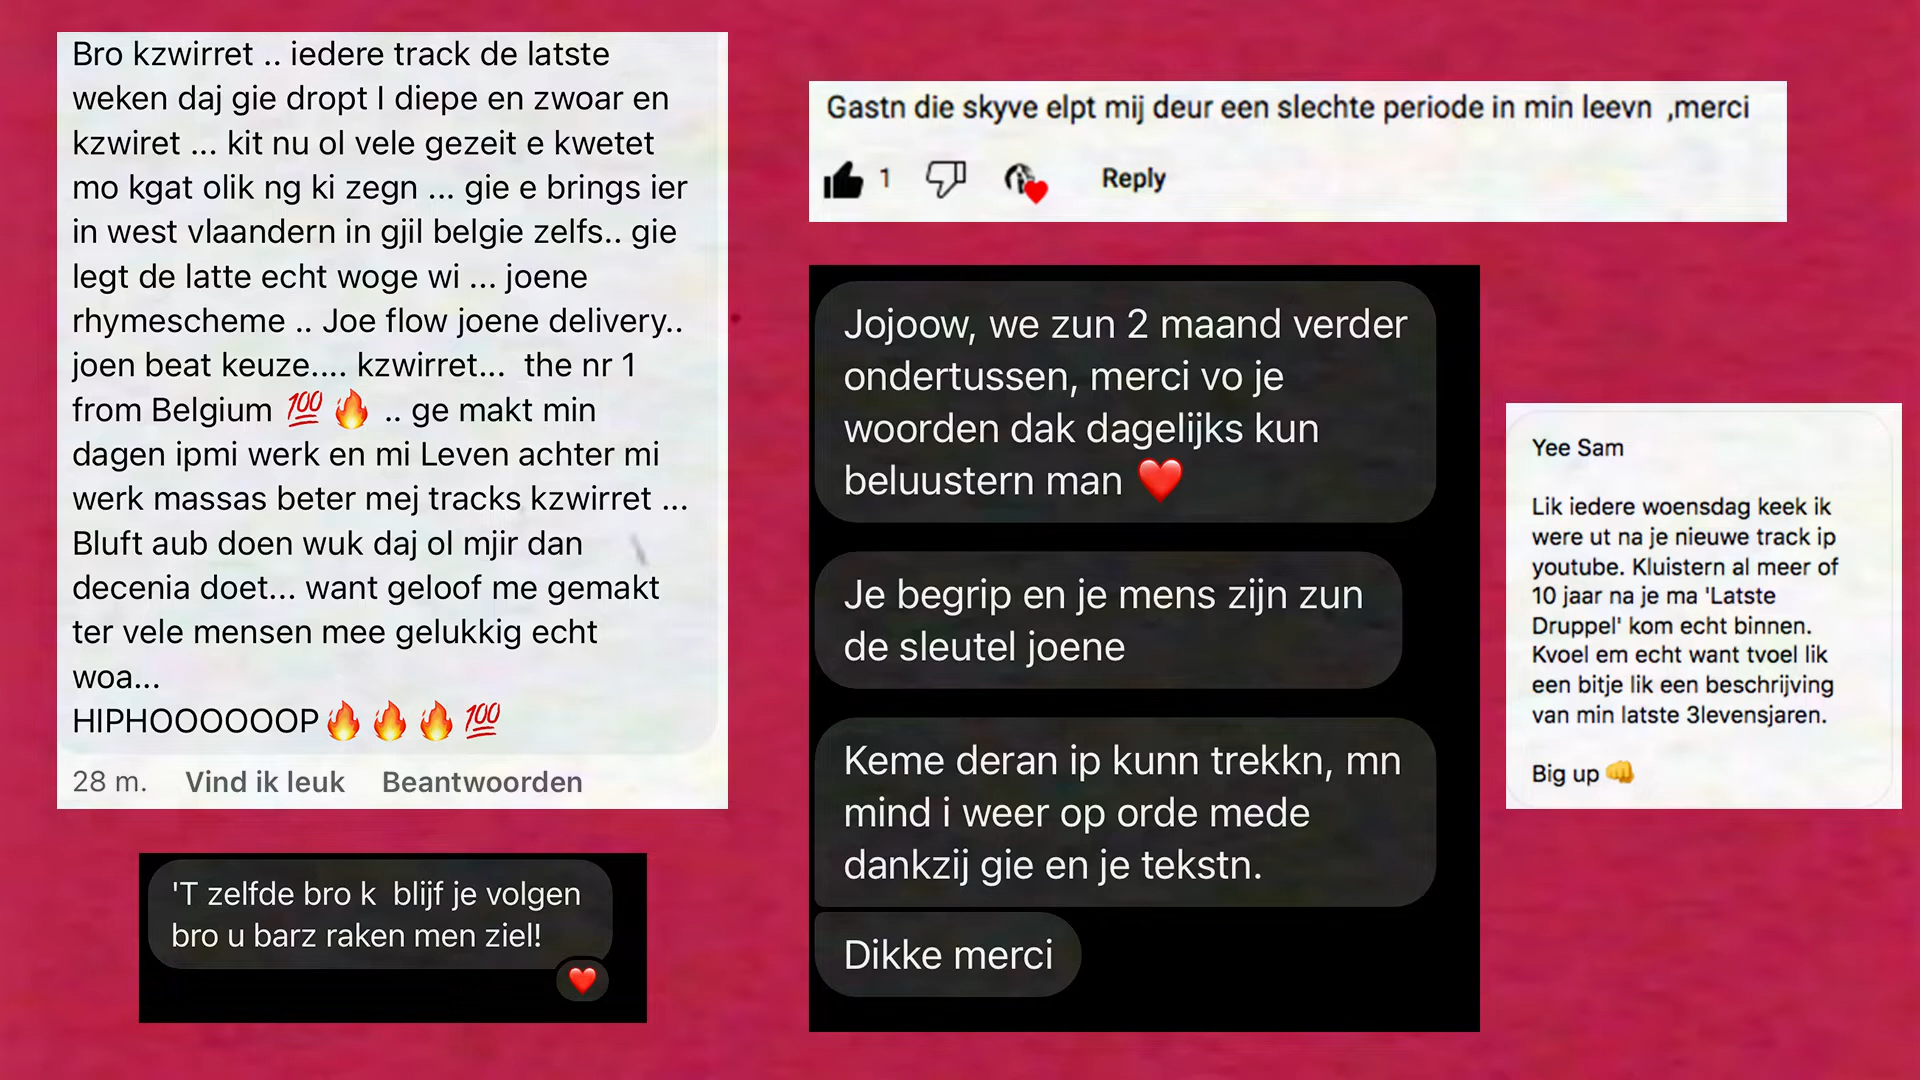 Bro kzwirret .. iedere track de latste
weken daj gie dropt I diepe en zwoar en
kzwiret ... kit nu ol vele gezeit e kwetet
mo kgat olik ng ki zegn ... gie e brings ier
in west vlaandern in gjil belgie zelfs.. gie
legt de latte echt woge wi ... joene
rhymescheme .. Joe flow joene delivery..
joen beat keuze.... kzwirret... the nr 1
from Belgium 💯 🔥 .. ge makt min
dagen ipmi werk en mi Leven achter mi
werk massas beter mej tracks kzwirret ...
Bluft aub doen wuk daj ol mjir dan
decenia doet... want geloof me gemakt
ter vele mensen mee gelukkig echt
woa...
HIPHOOOOOOP🔥 🔥 🔥 💯
28 m. Vind ik leuk Beantwoorden
'T zelfde bro k blijf je volgen
bro u barz raken men ziel!
❤️
Gastn die skyve elpt mij deur een slechte periode in min leevn ,merci
1 Reply
Jojoow, we zun 2 maand verder
ondertussen, merci vo je
woorden dak dagelijks kun
beluustern man ❤️
Je begrip en je mens zijn zun
de sleutel joene
Keme deran ip kunn trekkn, mn
mind i weer op orde mede
dankzij gie en je tekstn.
Dikke merci
Yee Sam
Lik iedere woensdag keek ik
were ut na je nieuwe track ip
youtube. Kluistern al meer of
10 jaar na je ma 'Latste
Druppel' kom echt binnen.
Kvoel em echt want tvoel lik
een bitje lik een beschrijving
van min latste 3levensjaren.
Big up 👊